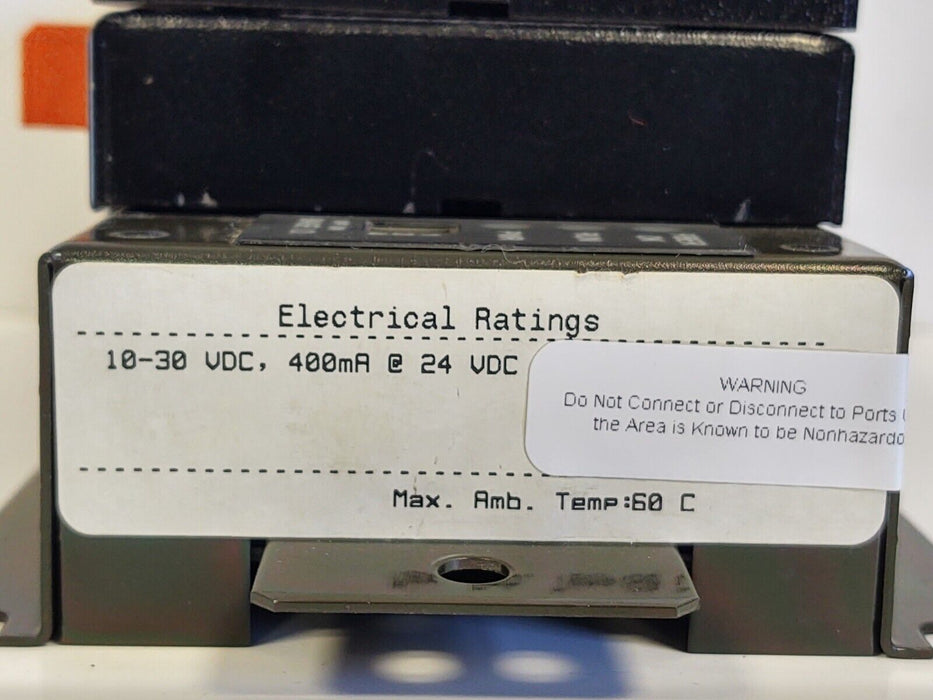 Electrical Ratings
10-30 VDC, 400mA @ 24 VDC
WARNING
Do Not Connect or Disconnect to Ports
the Area is Known to be
Max. Amb. Temp:60 C